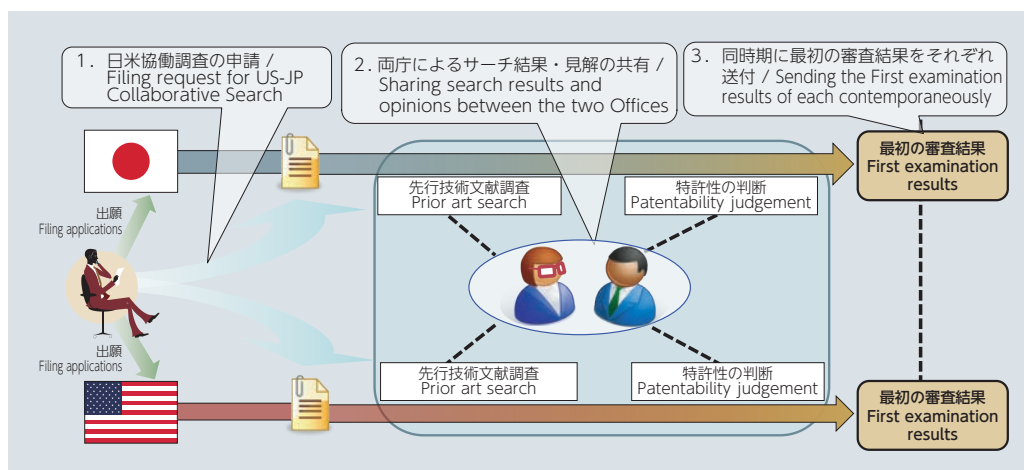 1. 日米協働調査の申請 /
Filing request for US-JP
Collaborative Search
2. 両庁によるサーチ結果・見解の共有 /
Sharing search results and
opinions between the two Offices
3. 同時期に最初の審査結果をそれぞれ
送付 / Sending the First examination
results of each contemporaneously
最初の審査結果
First examination
results
先行技術文献調査
Prior art search
特許性の判断
Patentability judgement
出願
Filing applications
出願
Filing applications
先行技術文献調査
Prior art search
特許性の判断
Patentability judgement
最初の審査結果
First examination
results